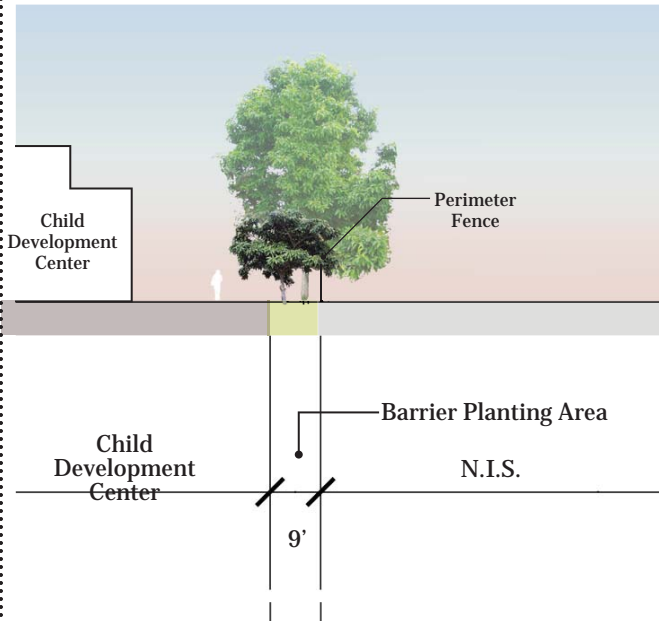 Child
Development
Center
Perimeter
Fence
Barrier Planting Area
Child
Development
Center
N.I.S.
9’